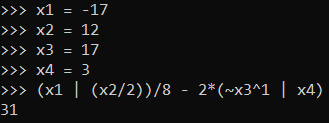 >>> x1 = -17
>>> x2 = 12
>>> x3 = 17
>>> x4 = 3
>>> (x1 | (x2/2))/8 - 2*(~x3^1 | x4)
31